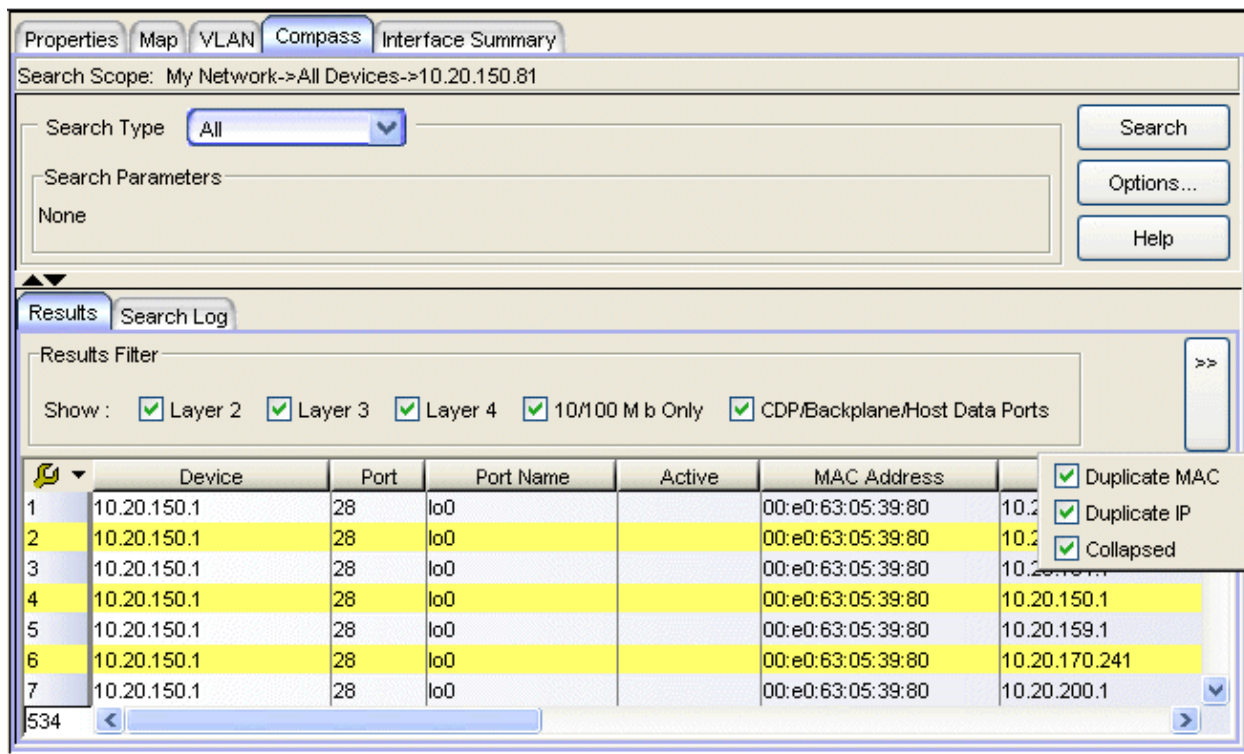 Properties Map VLAN Compass Interface Summary
Search Scope: My Network->All Devices->10.20.150.81
Search Type All Search
Search Parameters Options...
None
Help
Results Search Log
Results Filter
>>
Show : Layer 2 Layer 3 Layer 4 10/100 M b Only CDP/Backplane/Host Data Ports
Device Port Port Name Active MAC Address
Duplicate MAC
Duplicate IP
Collapsed
1 10.20.150.1 28 lo0 00:e0:63:05:39:80 10.2
2 10.20.150.1 28 lo0 00:e0:63:05:39:80 10.2
3 10.20.150.1 28 lo0 00:e0:63:05:39:80
4 10.20.150.1 28 lo0 00:e0:63:05:39:80 10.20.150.1
5 10.20.150.1 28 lo0 00:e0:63:05:39:80 10.20.159.1
6 10.20.150.1 28 lo0 00:e0:63:05:39:80 10.20.170.241
7 10.20.150.1 28 lo0 00:e0:63:05:39:80 10.20.200.1
534